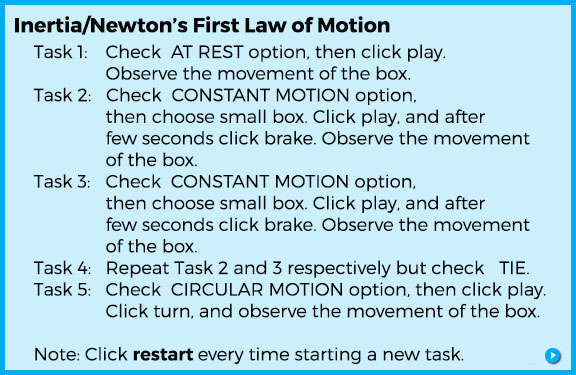 Inertia/Newton's First Law of Motion
Task 1: Check AT REST option, then click play.
Observe the movement of the box.
Task 2: Check CONSTANT MOTION option,
then choose small box. Click play, and after
few seconds click brake. Observe the movement
of the box.
Task 3: Check CONSTANT MOTION option,
then choose small box. Click play, and after
few seconds click brake. Observe the movement
of the box.
Task 4: Repeat Task 2 and 3 respectively but check TIE.
Task 5: Check CIRCULAR MOTION option, then click play.
Click turn, and observe the movement of the box.
Note: Click restart every time starting a new task.